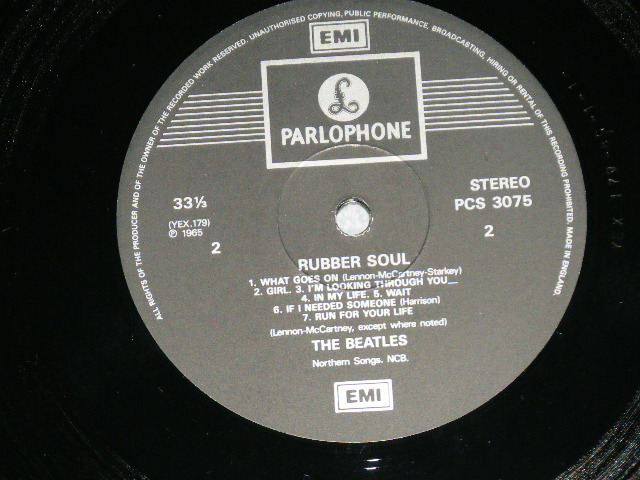 ALL RIGHTS OF THE PRODUCER AND OF THE OWNER OF THE RECORDED WORK RESERVED. UNAUTHORISED COPYING, PUBLIC PERFORMANCE, BROADCASTING, HIRING OR RENTAL OF THIS RECORDING PROHIBITED. MADE IN ENGLAND.
EMI
£
PARLOPHONE
33⅓
(YEX.179)
℗ 1965
2
STEREO
PCS 3075
2
RUBBER SOUL
1. WHAT GOES ON (Lennon-McCartney-Starkey)
2. GIRL. 3. I'M LOOKING THROUGH YOU
4. IN MY LIFE. 5. WAIT
6. IF I NEEDED SOMEONE (Harrison)
7. RUN FOR YOUR LIFE
(Lennon-McCartney, except where noted)
THE BEATLES
Northern Songs. NCB.
EMI